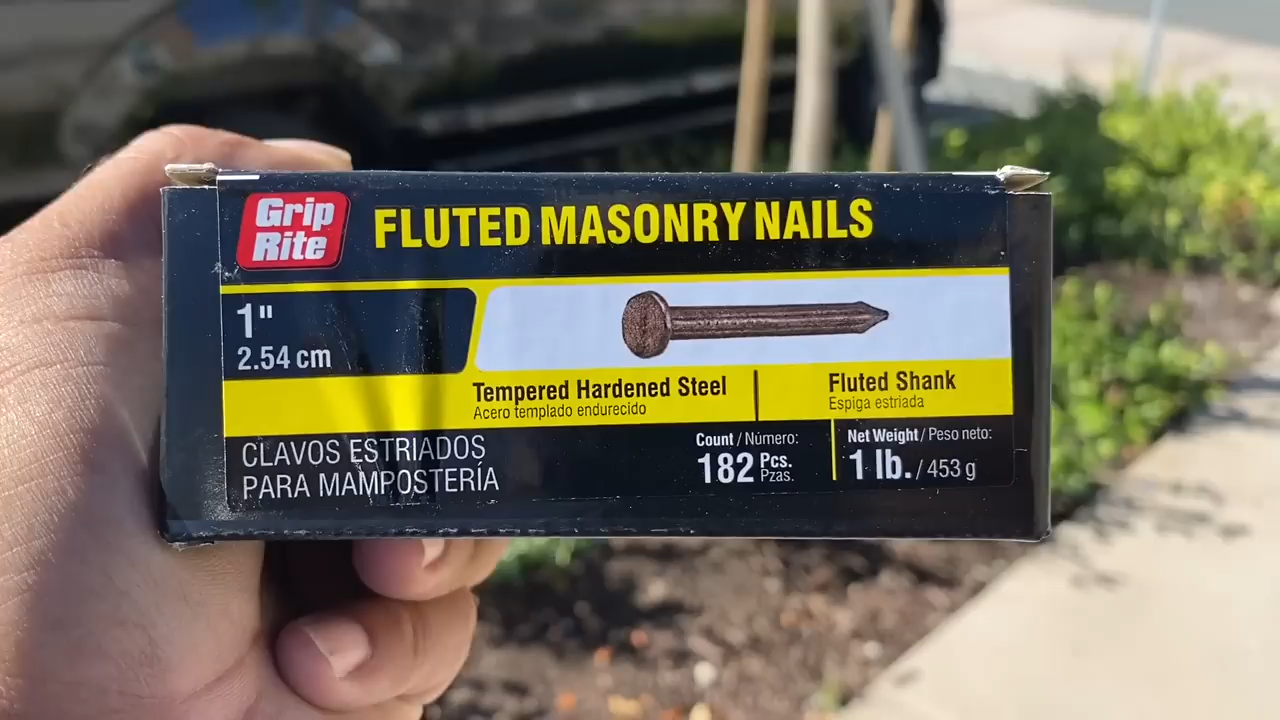 Grip
Rite
FLUTED MASONRY NAILS
1"
2.54 cm
Tempered Hardened Steel
Acero templado endurecido
Fluted Shank
Espiga estriada
CLAVOS ESTRIADOS
PARA MAMPOSTERÍA
Count / Número:
182 Pcs.
Pzas.
Net Weight / Peso neto:
1 lb. / 453 g